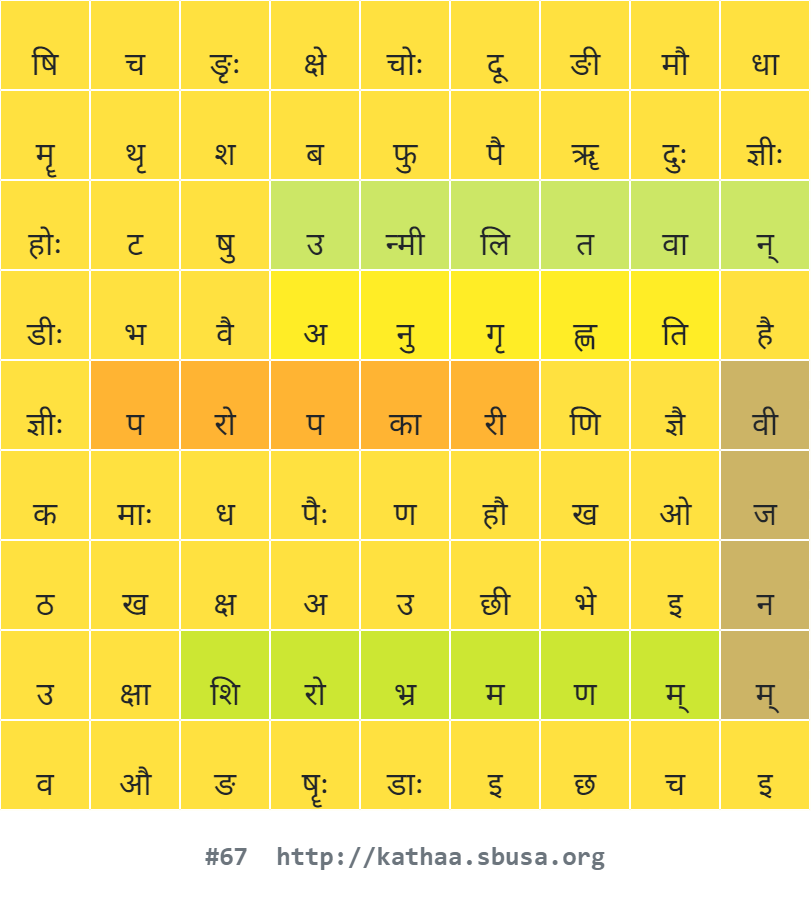 षि च ङृः क्षे चोः दू ङी मौ धा
मॄ थृ श ब फु पै ॠ दुः ज्ञीः
होः ट षु उ न्मी लि त वा न्
डीः भ वै अ नु गृ ह्ण ति है
ज्ञीः प रो प का री णि ज्ञै वी
क माः ध पैः ण हौ ख ओ ज
ठ ख क्ष अ उ छी भे इ न
उ क्षा शि रो भ्र म ण म् म्
व औ ङ षॄः डाः इ छ च इ
#67 http://kathaa.sbusa.org